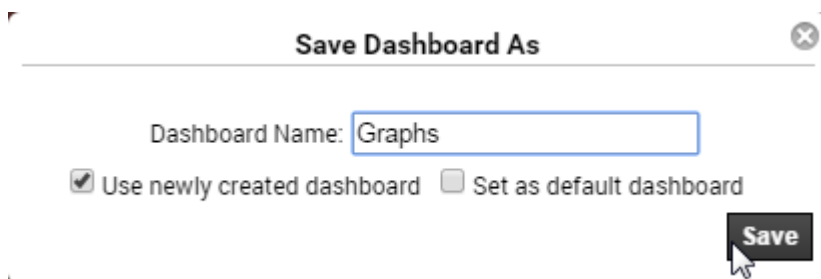 Save Dashboard As
Dashboard Name: Graphs
Use newly created dashboard Set as default dashboard
Save